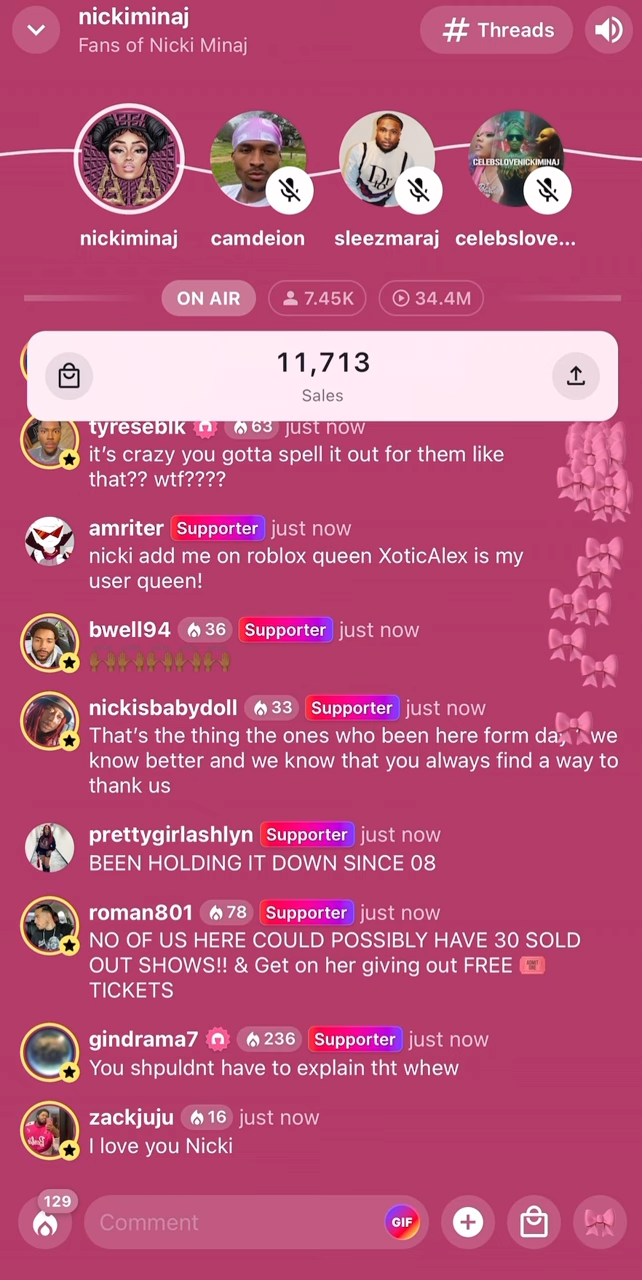 nickiminaj
Fans of Nicki Minaj
# Threads
CELEBSLOVENICKIMINAJ
nickiminaj camdeion sleezmaraj celebslove...
ON AIR 7.45K 34.4M
11,713
Sales
tyreseblk 63 just now
it’s crazy you gotta spell it out for them like
that?? wtf????
amriter Supporter just now
nicki add me on roblox queen XoticAlex is my
user queen!
bwell94 36 Supporter just now
🙌🏾🙌🏾🙌🏾🙌🏾🙌🏾
nickisbabydoll 33 Supporter just now
That’s the thing the ones who been here form day we
know better and we know that you always find a way to
thank us
prettygirlashlyn Supporter just now
BEEN HOLDING IT DOWN SINCE 08
roman801 78 Supporter just now
NO OF US HERE COULD POSSIBLY HAVE 30 SOLD
OUT SHOWS!! & Get on her giving out FREE 🎟️
TICKETS
gindrama7 236 Supporter just now
You shpuldnt have to explain tht whew
zackjuju 16 just now
I love you Nicki
129
Comment GIF